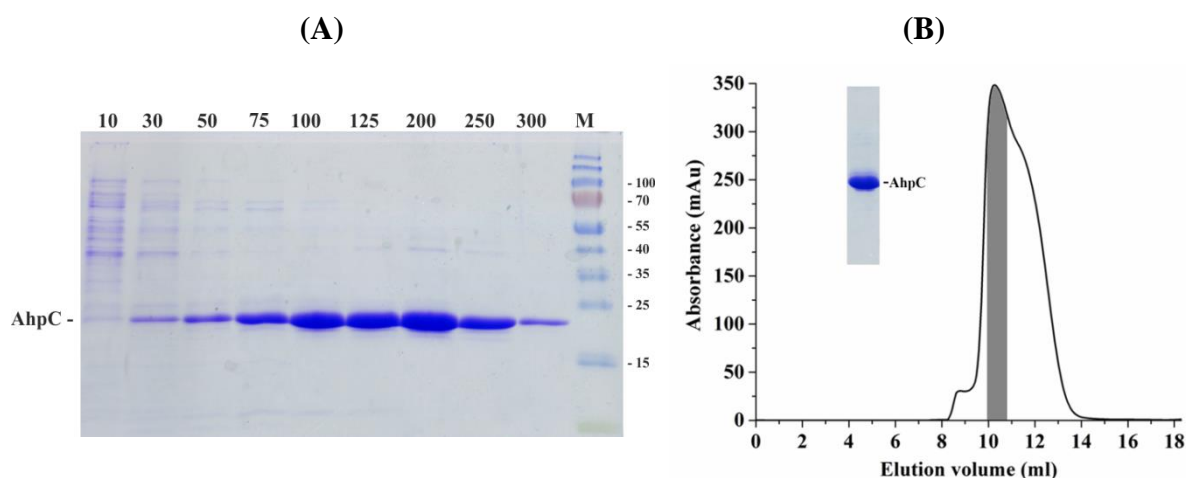 (A)
10 30 50 75 100 125 200 250 300 M
- 100
- 70
- 55
- 40
- 35
- 25
AhpC -
- 15
(B)
350
300
250
200
150
100
50
0
Absorbance (mAu)
-AhpC
0 2 4 6 8 10 12 14 16 18
Elution volume (ml)